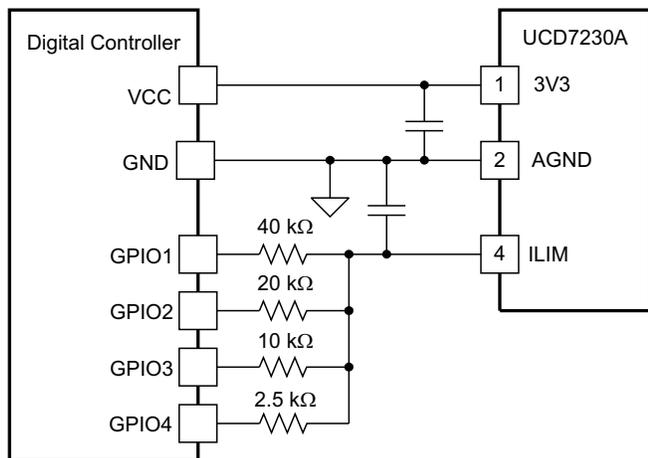 Digital Controller
UCD7230A
VCC
1
3V3
GND
2
AGND
40 kΩ
GPIO1
4
ILIM
20 kΩ
GPIO2
10 kΩ
GPIO3
2.5 kΩ
GPIO4